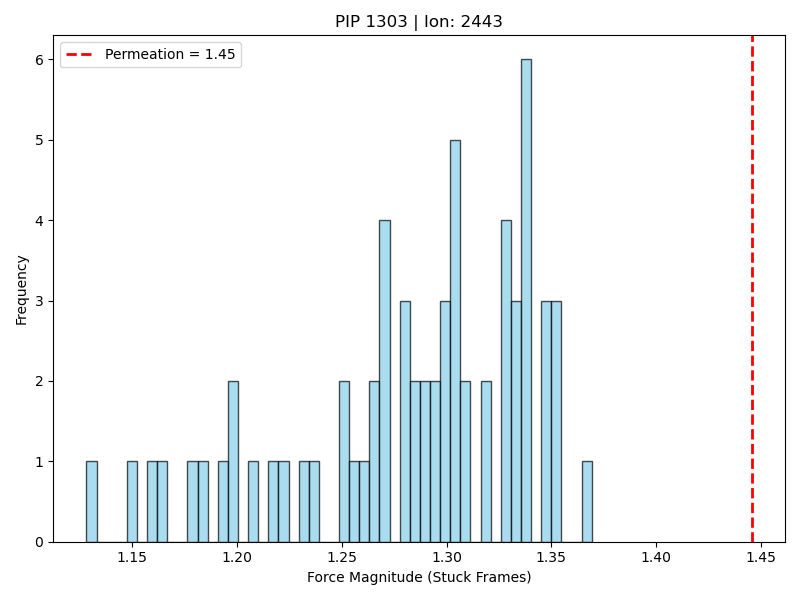 PIP 1303 | Ion: 2443
Permeation = 1.45
Frequency
6
5
4
3
2
1
0
1.15 1.20 1.25 1.30 1.35 1.40 1.45
Force Magnitude (Stuck Frames)